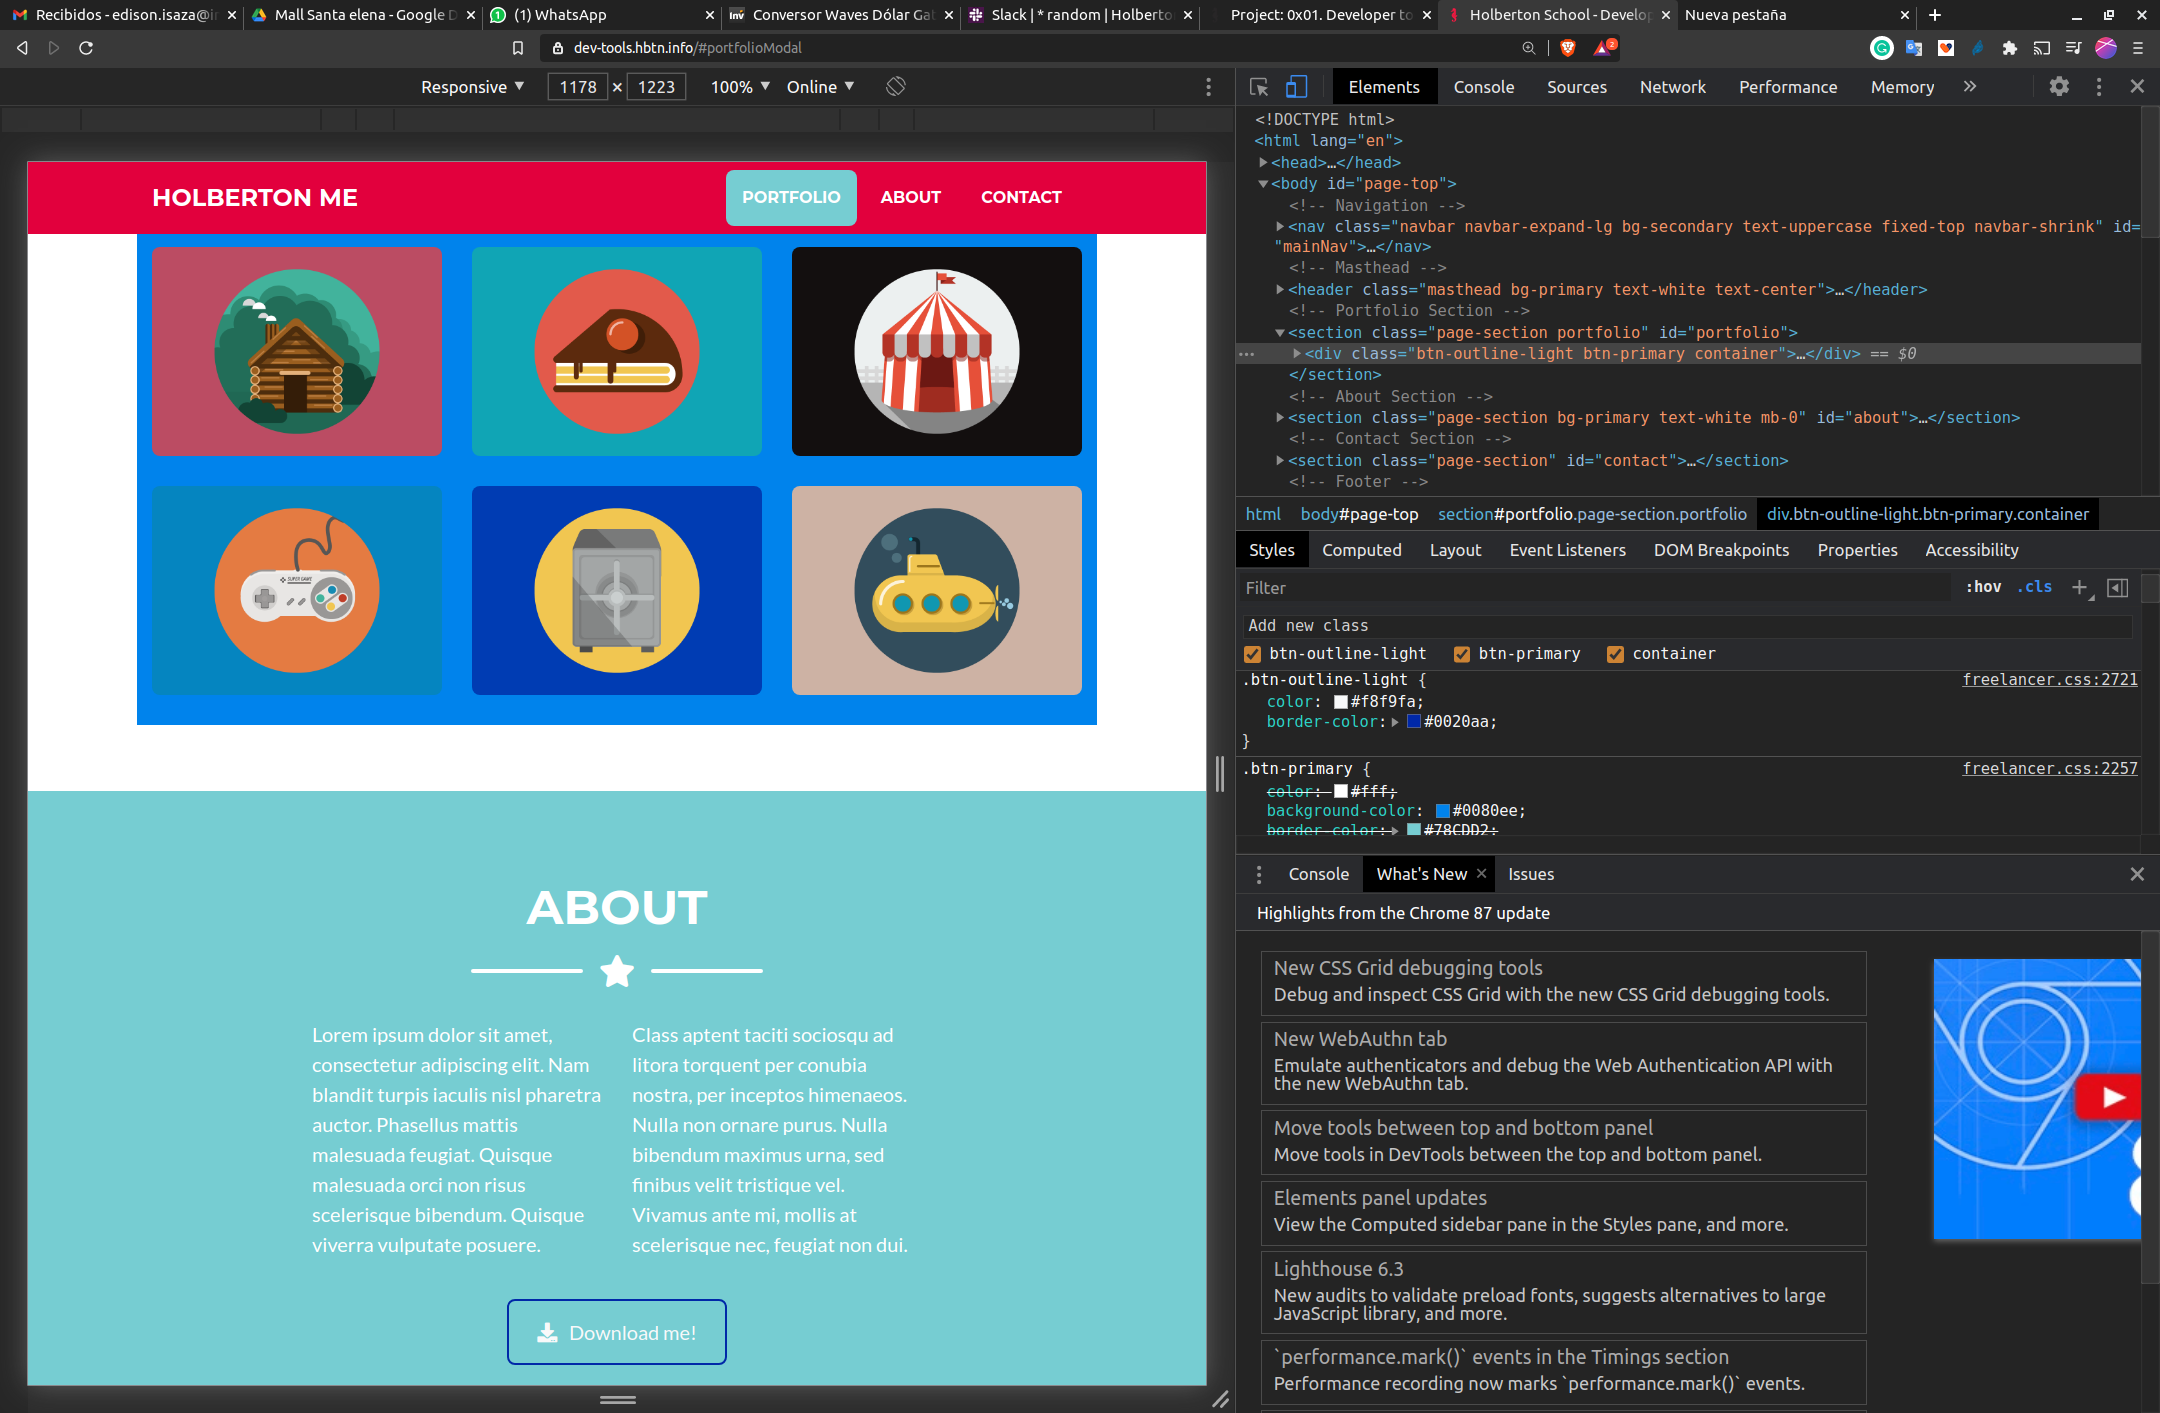 Recibidos - edison.isaza@
Mall Santa elena - Google D
(1) WhatsApp
Conversor Waves Dólar Ga
Slack | * random | Holberto
Project: 0x01. Developer to
Holberton School - Develop
Nueva pestaña
dev-tools.hbtn.info/#portfolioModal
Responsive
1178 × 1223
100%
Online
HOLBERTON ME
PORTFOLIO
ABOUT
CONTACT
SUPER GAME
ABOUT
Lorem ipsum dolor sit amet,
consectetur adipiscing elit. Nam
blandit turpis iaculis nisl pharetra
auctor. Phasellus mattis
malesuada feugiat. Quisque
malesuada orci non risus
scelerisque bibendum. Quisque
viverra vulputate posuere.
Class aptent taciti sociosqu ad
litora torquent per conubia
nostra, per inceptos himenaeos.
Nulla non ornare purus. Nulla
bibendum maximus urna, sed
finibus velit tristique vel.
Vivamus ante mi, mollis at
scelerisque nec, feugiat non dui.
Download me!
Elements
Console
Sources
Network
Performance
Memory
<!DOCTYPE html>
<html lang="en">
<head>…</head>
<body id="page-top">
<!-- Navigation -->
<nav class="navbar navbar-expand-lg bg-secondary text-uppercase fixed-top navbar-shrink" id=
"mainNav">…</nav>
<!-- Masthead -->
<header class="masthead bg-primary text-white text-center">…</header>
<!-- Portfolio Section -->
<section class="page-section portfolio" id="portfolio">
<div class="btn-outline-light btn-primary container">…</div> == $0
</section>
<!-- About Section -->
<section class="page-section bg-primary text-white mb-0" id="about">…</section>
<!-- Contact Section -->
<section class="page-section" id="contact">…</section>
<!-- Footer -->
html
body#page-top
section#portfolio.page-section.portfolio
div.btn-outline-light.btn-primary.container
Styles
Computed
Layout
Event Listeners
DOM Breakpoints
Properties
Accessibility
Filter
:hov
.cls
Add new class
btn-outline-light
btn-primary
container
.btn-outline-light {
freelancer.css:2721
color: #f8f9fa;
border-color: #0020aa;
}
.btn-primary {
freelancer.css:2257
color: #fff;
background-color: #0080ee;
border-color: #78CDD2;
Console
What's New
Issues
Highlights from the Chrome 87 update
New CSS Grid debugging tools
Debug and inspect CSS Grid with the new CSS Grid debugging tools.
New WebAuthn tab
Emulate authenticators and debug the Web Authentication API with
the new WebAuthn tab.
Move tools between top and bottom panel
Move tools in DevTools between the top and bottom panel.
Elements panel updates
View the Computed sidebar pane in the Styles pane, and more.
Lighthouse 6.3
New audits to validate preload fonts, suggests alternatives to large
JavaScript library, and more.
`performance.mark()` events in the Timings section
Performance recording now marks `performance.mark()` events.